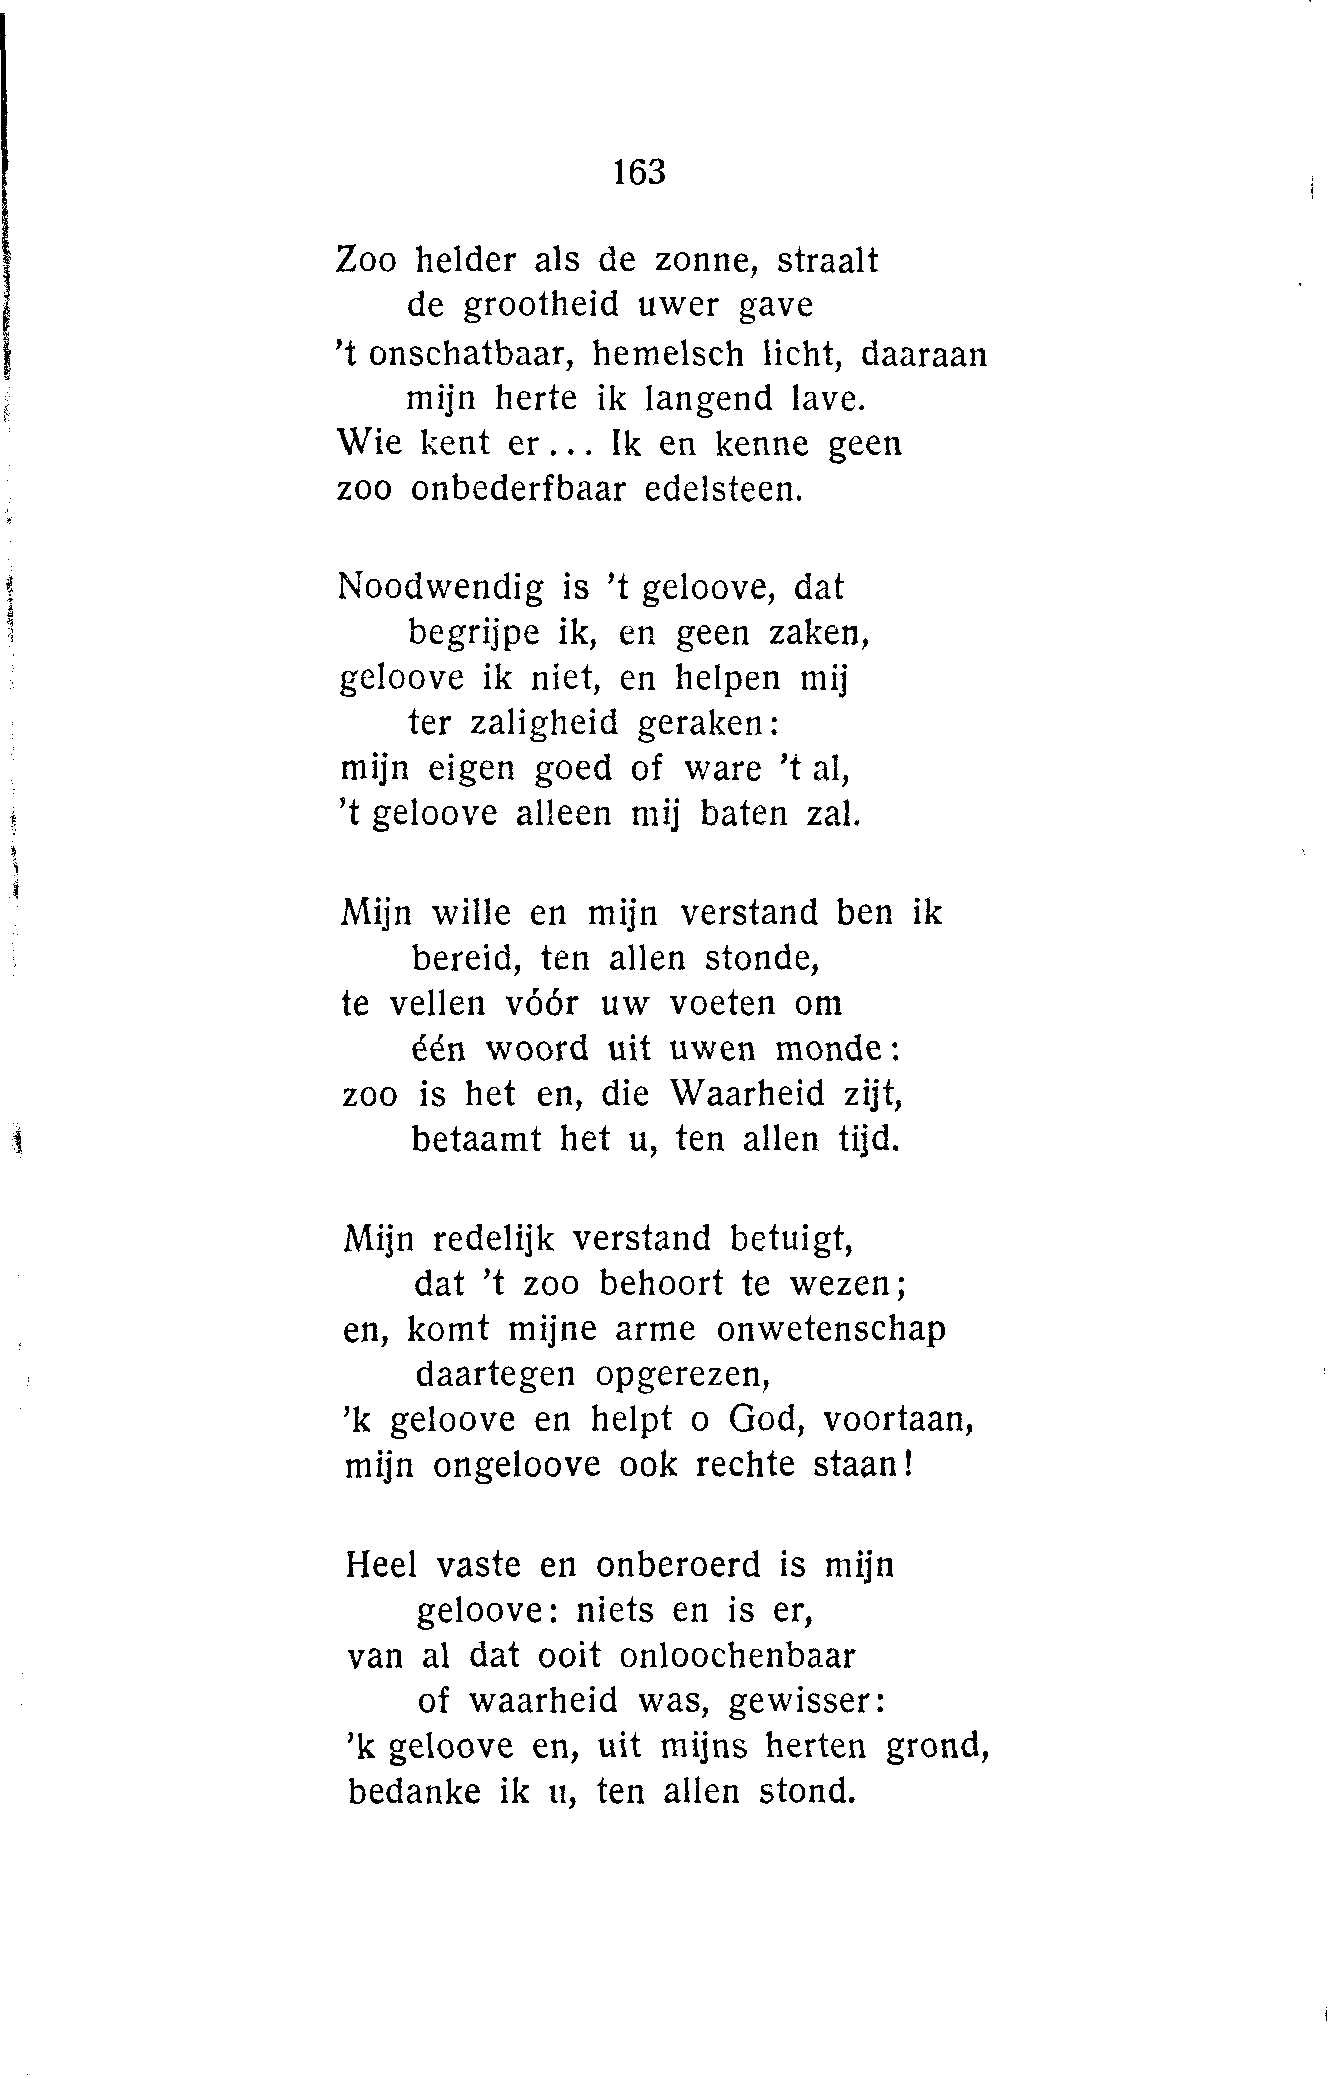 163
Zoo helder als de zonne, straalt
de grootheid uwer gave
't onschatbaar, hemelsch licht, daaraan
mijn herte ik langend lave.
Wie kent er... Ik en kenne geen
zoo onbederfbaar edelsteen.
Noodwendig is 't geloove, dat
begrijpe ik, en geen zaken,
geloove ik niet, en helpen mij
ter zaligheid geraken:
mijn eigen goed of ware 't al,
't geloove alleen mij baten zal.
Mijn wille en mijn verstand ben ik
bereid, ten allen stonde,
te vellen vóór uw voeten om
één woord uit uwen monde:
zoo is het en, die Waarheid zijt,
betaamt het u, ten allen tijd.
Mijn redelijk verstand betuigt,
dat 't zoo behoort te wezen;
en, komt mijne arme onwetenschap
daartegen opgerezen,
'k geloove en helpt o God, voortaan,
mijn ongeloove ook rechte staan!
Heel vaste en onberoerd is mijn
geloove: niets en is er,
van al dat ooit onloochenbaar
of waarheid was, gewisser:
'k geloove en, uit mijns herten grond,
bedanke ik u, ten allen stond.